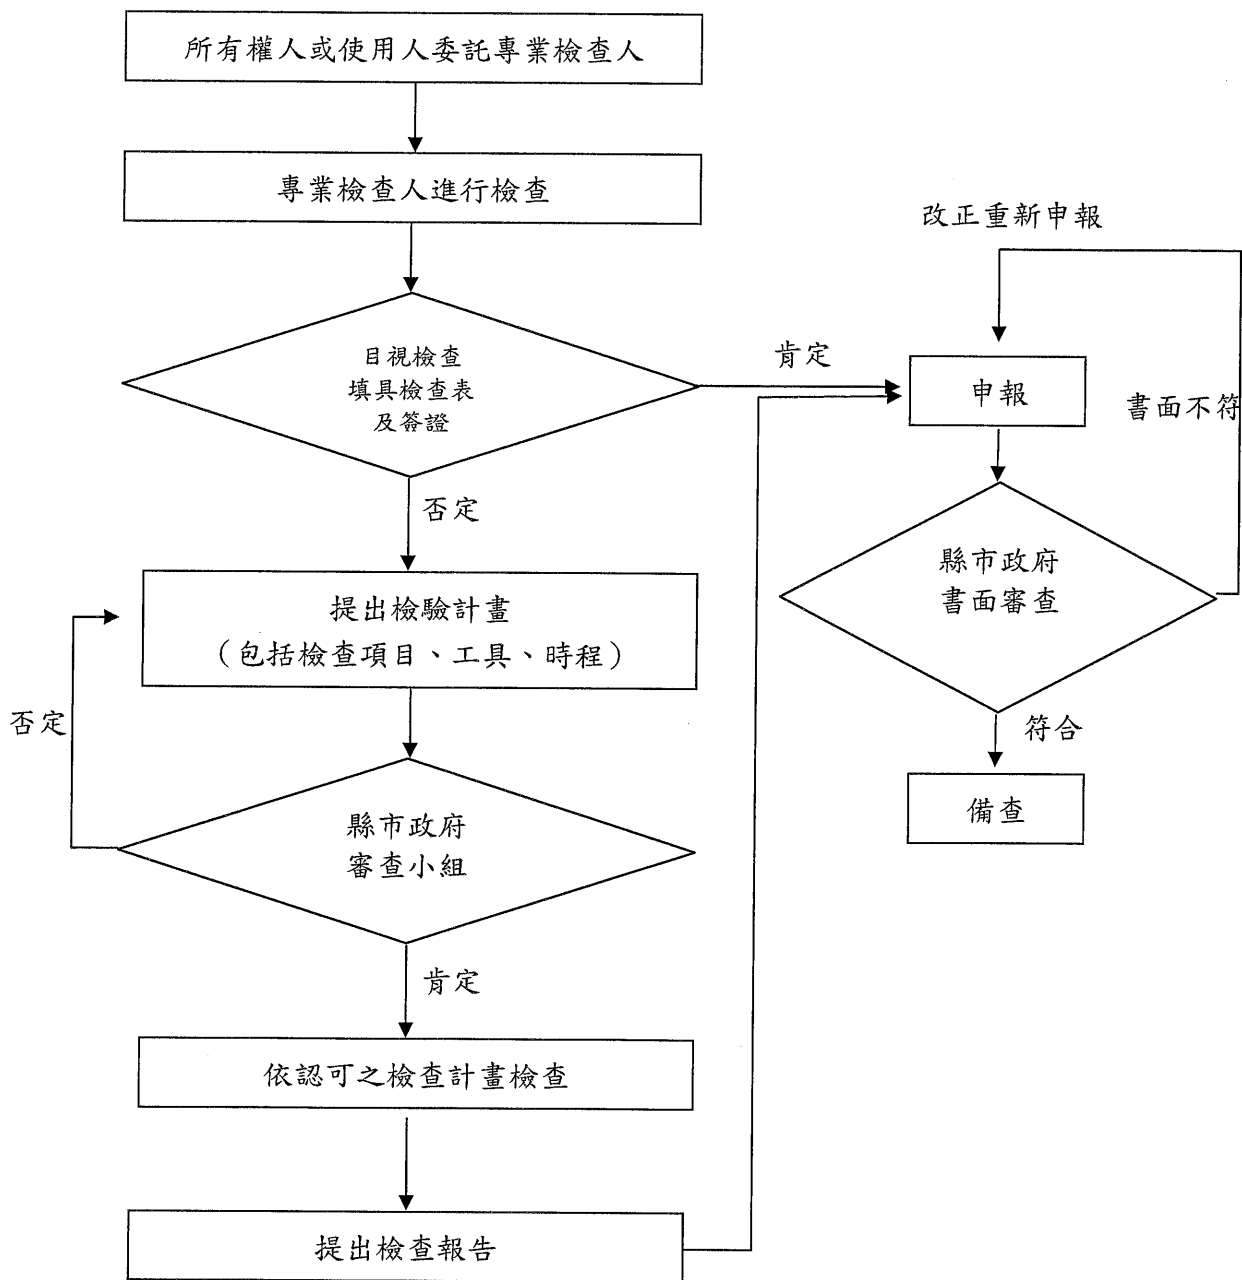 所有權人或使用人委託專業檢查人
專業檢查人進行檢查
目視檢查
填具檢查表
及簽證
肯定
否定
提出檢驗計畫
（包括檢查項目、工具、時程）
否定
縣市政府
審查小組
肯定
依認可之檢查計畫檢查
提出檢查報告
改正重新申報
申報
書面不符
縣市政府
書面審查
符合
備查